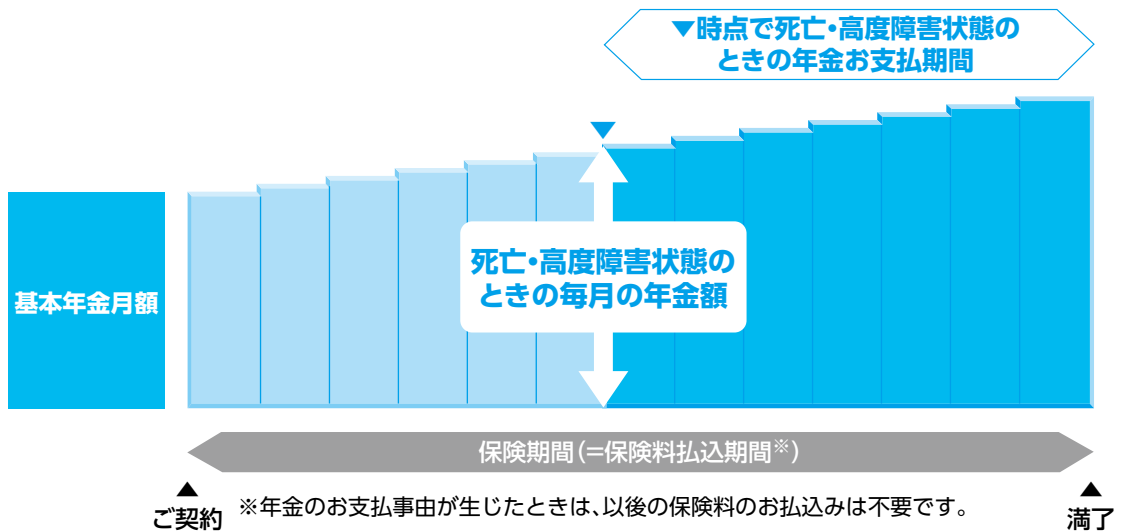 ▼時点で死亡・高度障害状態の
ときの年金お支払期間
基本年金月額
死亡・高度障害状態の
ときの毎月の年金額
保険期間(=保険料払込期間※)
ご契約
※年金のお支払事由が生じたときは、以後の保険料のお払込みは不要です。
満了